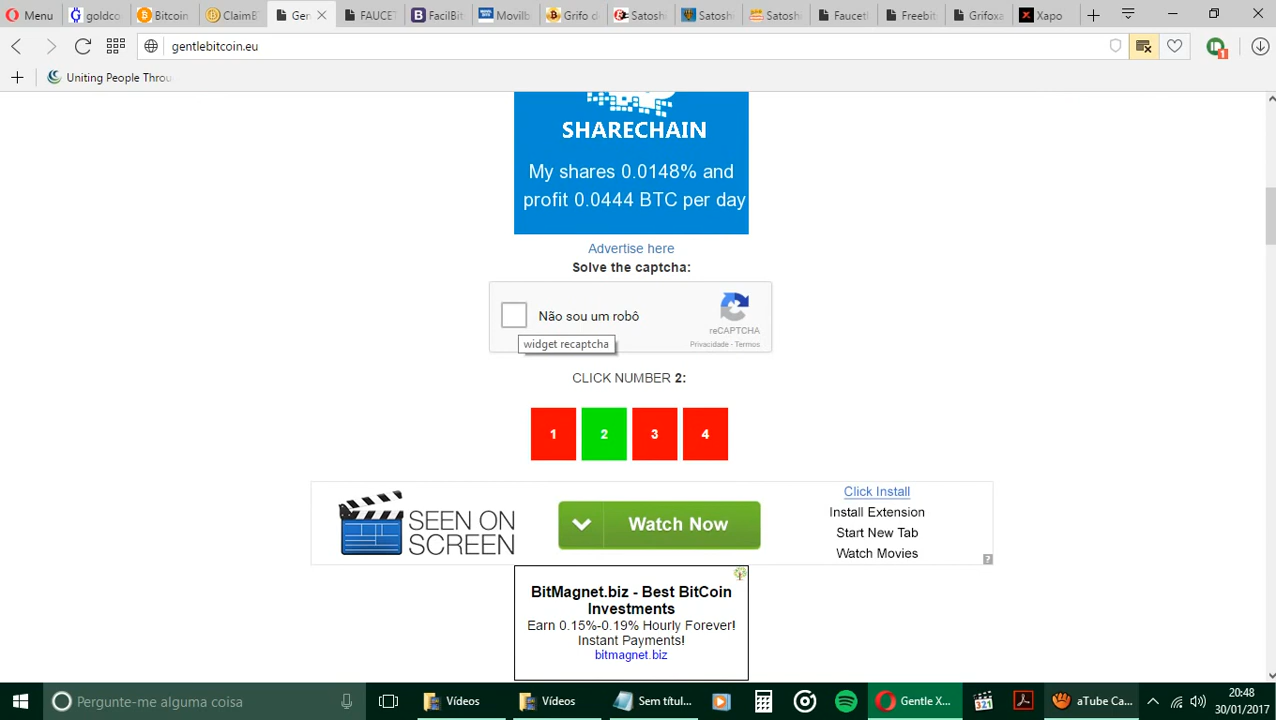 Menu
goldco
Bitcoin
ClaimB
Gen
FAUCET
FacilBit
Movilb
Grifo x
Satoshi
Satosh
Satosh
Faucet
Freebit
Grifoxa
Xapo
gentlebitcoin.eu
1
Uniting People Throu
SHARECHAIN
My shares 0.0148% and
profit 0.0444 BTC per day
Advertise here
Solve the captcha:
Não sou um robô
reCAPTCHA
Privacidade - Termos
widget recaptcha
CLICK NUMBER 2:
1 2 3 4
SEEN ON
SCREEN
Watch Now
Click Install
Install Extension
Start New Tab
Watch Movies
?
BitMagnet.biz - Best BitCoin
Investments
Earn 0.15%-0.19% Hourly Forever!
Instant Payments!
bitmagnet.biz
Pergunte-me alguma coisa
Vídeos
Vídeos
Sem títul...
Gentle X...
321
aTube Ca...
20:48
30/01/2017